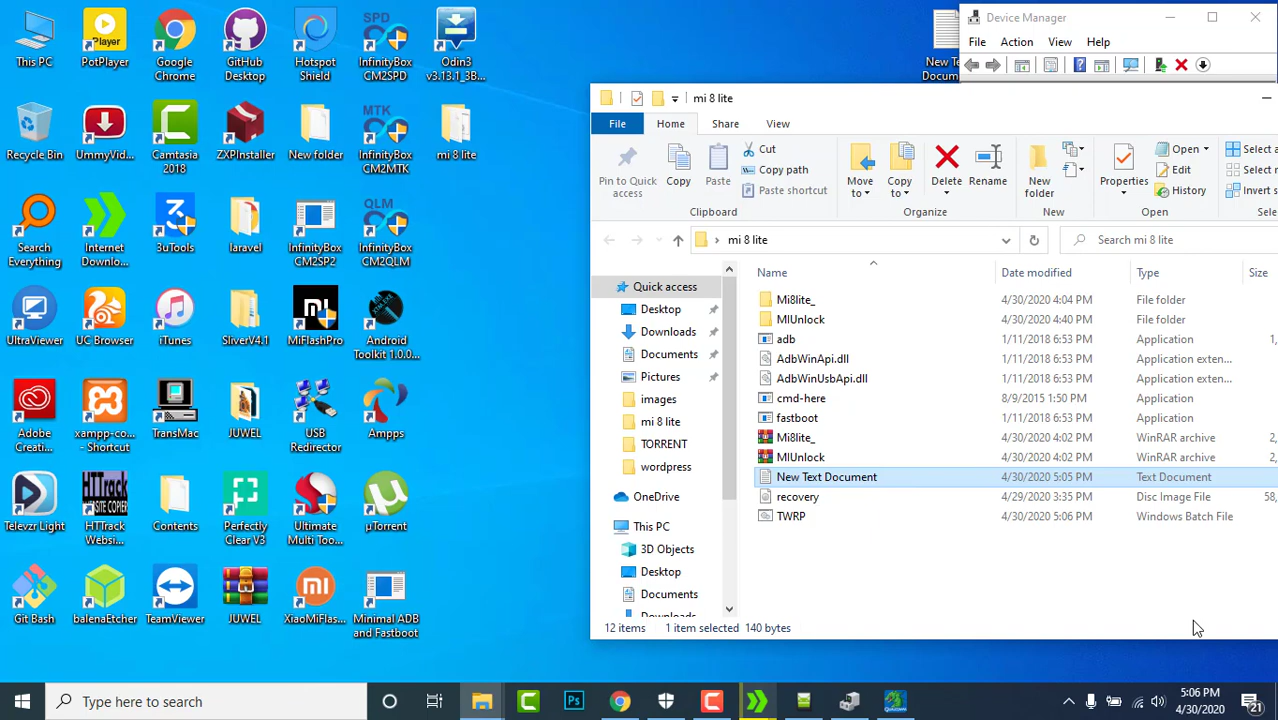 This PC
PotPlayer
Google
Chrome
GitHub
Desktop
Hotspot
Shield
SPD
InfinityBox
CM2SPD
Odin3
v3.13.1_3B...
Recycle Bin
UmmyVid...
Camtasia
2018
ZXPInstaller
New folder
MTK
InfinityBox
CM2MTK
mi 8 lite
Search
Everything
Internet
Downlo...
3uTools
laravel
InfinityBox
CM2SP2
QLM
InfinityBox
CM2QLM
UltraViewer
UC Browser
iTunes
SliverV4.1
MiFlashPro
Android
Toolkit 1.0.0...
Adobe
Creati...
xampp-co...
- Shortcut
TransMac
JUWEL
USB
Redirector
Ampps
Televzr Light
HTTrack
Websi...
Contents
Perfectly
Clear V3
Ultimate
Multi Too...
µTorrent
Git Bash
balenaEtcher
TeamViewer
JUWEL
XiaoMiFlas...
Minimal ADB
and Fastboot
New Te
Docum
Device Manager
File Action View Help
mi 8 lite
File Home Share View
Pin to Quick
access
Copy
Paste
Cut
Copy path
Paste shortcut
Clipboard
Move
to
Copy
to
Delete
Rename
Organize
New
folder
New
Properties
Open
Edit
History
Open
Select a
Select
Invert s
Sele
mi 8 lite
Search mi 8 lite
Name Date modified Type Size
Mi8lite_ 4/30/2020 4:04 PM File folder
MIUnlock 4/30/2020 4:40 PM File folder
adb 1/11/2018 6:53 PM Application 1,
AdbWinApi.dll 1/11/2018 6:53 PM Application exten...
AdbWinUsbApi.dll 1/11/2018 6:53 PM Application exten...
cmd-here 8/9/2015 1:50 PM Application
fastboot 1/11/2018 6:53 PM Application
Mi8lite_ 4/30/2020 4:02 PM WinRAR archive 2,
MIUnlock 4/30/2020 4:02 PM WinRAR archive 2,
New Text Document 4/30/2020 5:05 PM Text Document
recovery 4/29/2020 3:35 PM Disc Image File 58,
TWRP 4/30/2020 5:06 PM Windows Batch File
Quick access
Desktop
Downloads
Documents
Pictures
images
mi 8 lite
TORRENT
wordpress
OneDrive
This PC
3D Objects
Desktop
Documents
Downloads
12 items 1 item selected 140 bytes
Type here to search
5:06 PM
4/30/2020
21